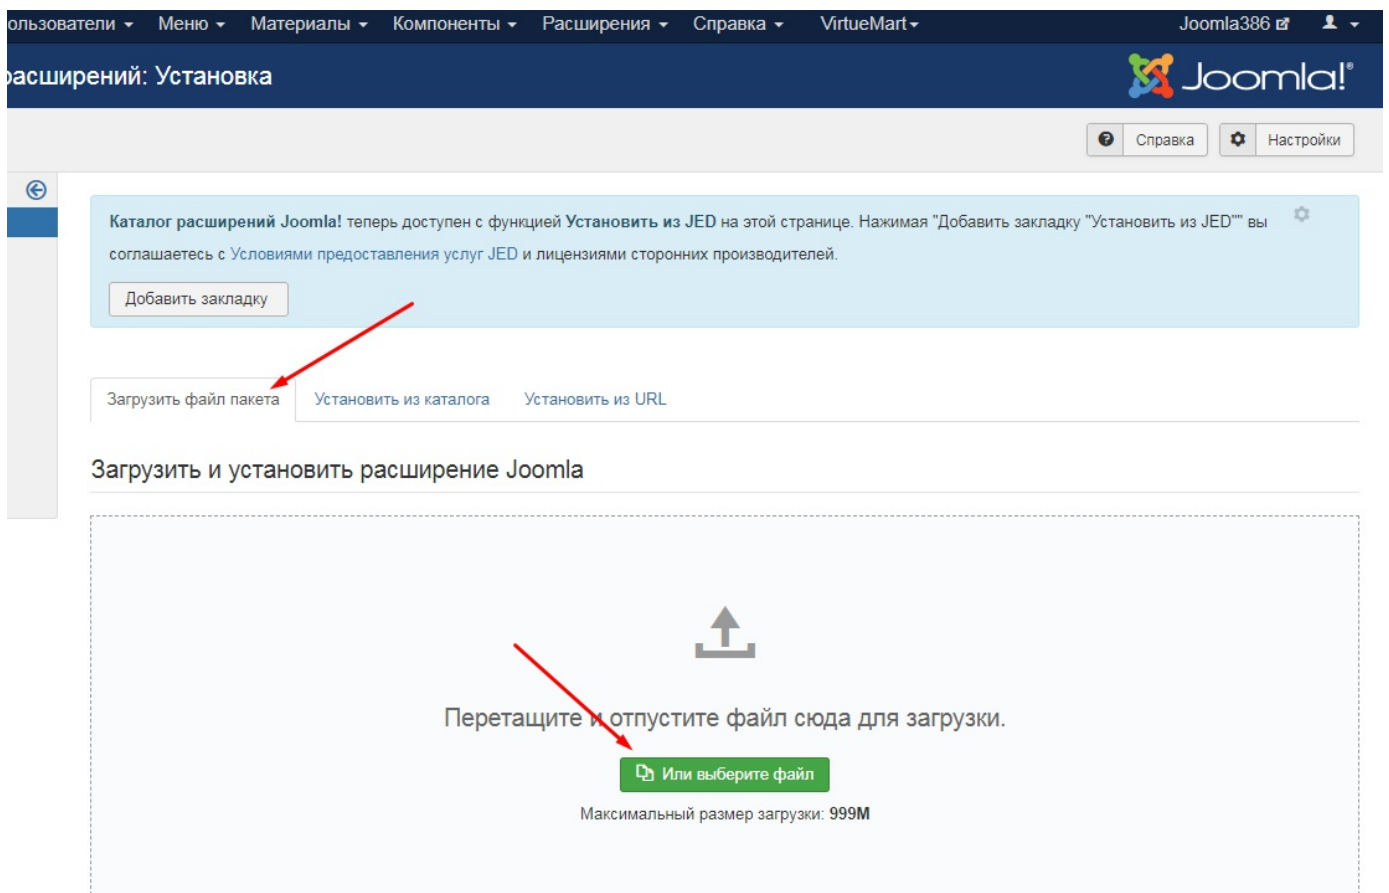 ользователи Меню Материалы Компоненты Расширения Справка VirtueMart Joomla386
расширений: Установка Joomla!®
Справка Настройки
Каталог расширений Joomla! теперь доступен с функцией Установить из JED на этой странице. Нажимая "Добавить закладку "Установить из JED"" вы
соглашаетесь с Условиями предоставления услуг JED и лицензиями сторонних производителей.
Добавить закладку
Загрузить файл пакета Установить из каталога Установить из URL
Загрузить и установить расширение Joomla
Перетащите и отпустите файл сюда для загрузки.
Или выберите файл
Максимальный размер загрузки: 999M